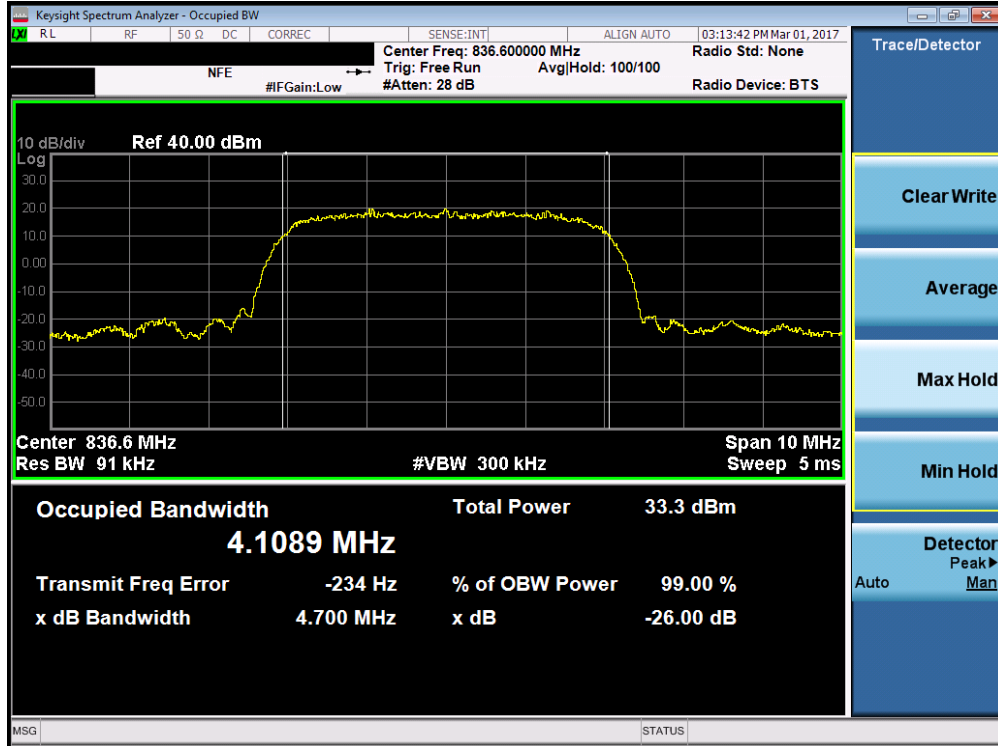 Keysight Spectrum Analyzer - Occupied BW
LXI RL RF 50 Ω DC CORREC SENSE:INT ALIGN AUTO 03:13:42 PM Mar 01, 2017
Center Freq: 836.600000 MHz Radio Std: None
NFE Trig: Free Run Avg|Hold: 100/100
#IFGain:Low #Atten: 28 dB Radio Device: BTS
10 dB/div Ref 40.00 dBm
Log
30.0
20.0
10.0
0.00
-10.0
-20.0
-30.0
-40.0
-50.0
Center 836.6 MHz Span 10 MHz
Res BW 91 kHz #VBW 300 kHz Sweep 5 ms
Occupied Bandwidth Total Power 33.3 dBm
4.1089 MHz
Transmit Freq Error -234 Hz % of OBW Power 99.00 %
x dB Bandwidth 4.700 MHz x dB -26.00 dB
MSG STATUS
Trace/Detector
Clear Write
Average
Max Hold
Min Hold
Detector
Peak▶
Auto Man